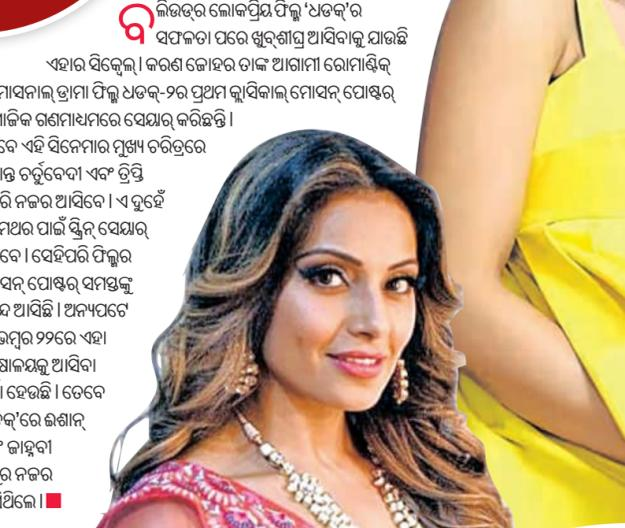 ବଲିଉଡ୍‌ର ଲୋକପ୍ରିୟ ଫିଲ୍ମ ‘ଧଡକ୍’ର
ସଫଳତା ପରେ ଖୁବ୍‌ଶୀଘ୍ର ଆସିବାକୁ ଯାଉଛି
ଏହାର ସିକ୍ୱେଲ୍ । କରଣ ଜୋହର ତାଙ୍କ ଆଗାମୀ ରୋମାଣ୍ଟିକ୍
ମୋସନାଲ୍ ଡ୍ରାମା ଫିଲ୍ମ ଧଡକ୍-୨ର ପ୍ରଥମ କ୍ଲାସିକାଲ୍ ମୋସନ୍ ପୋଷ୍ଟର୍
ାଜିକ ଗଣମାଧ୍ୟମରେ ସେୟାର୍ କରିଛନ୍ତି ।
ବେ ଏହି ସିନେମାର ମୁଖ୍ୟ ଚରିତ୍ରରେ
ାନ୍ତ ଚର୍ତୁବେଦୀ ଏବଂ ତ୍ରିପ୍ତି
ରି ନଜର ଆସିବେ । ଏ ଦୁହେଁ
ମଥର ପାଇଁ ସ୍କ୍ରିନ୍ ସେୟାର୍
ବେ । ସେହିପରି ଫିଲ୍ମର
ସନ୍ ପୋଷ୍ଟର୍ ସମସ୍ତଙ୍କୁ
ନ୍ଦ ଆସିଛି । ଅନ୍ୟପଟେ
ଭମ୍ବର ୨୨ରେ ଏହା
ଷାଳୟକୁ ଆସିବା
ା ହେଉଛି । ତେବେ
ଡକ୍’ରେ ଈଶାନ୍
ଂ ଜାହ୍ନବୀ
ୁର ନଜର
ିଥିଲେ ।